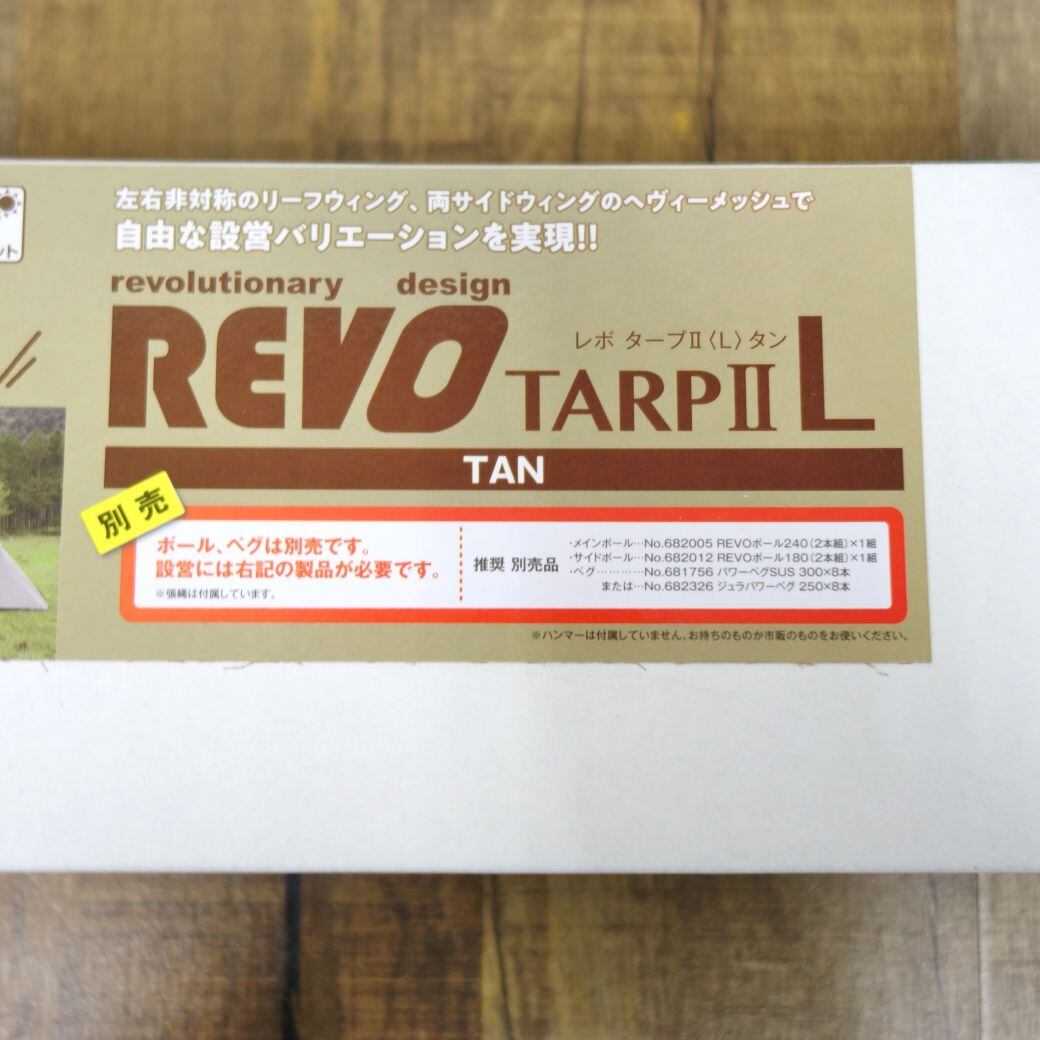 ット
左右非対称のリーフウィング、両サイドウィングのヘヴィーメッシュで
自由な設営バリエーションを実現!!
revolutionary design
レボ タープII〈L〉タン
REVO TARPII L
TAN
別売
ポール、ペグは別売です。
設営には右記の製品が必要です。
※張縄は付属しています。
推奨 別売品
・メインポール…No.682005 REVOポール240(2本組)×1組
・サイドポール…No.682012 REVOポール180(2本組)×1組
・ペグ…………No.681756 パワーペグSUS 300×8本
または…No.682326 ジュラパワーペグ 250×8本
※ハンマーは付属していません、お持ちのものか市販のものをお使いください。